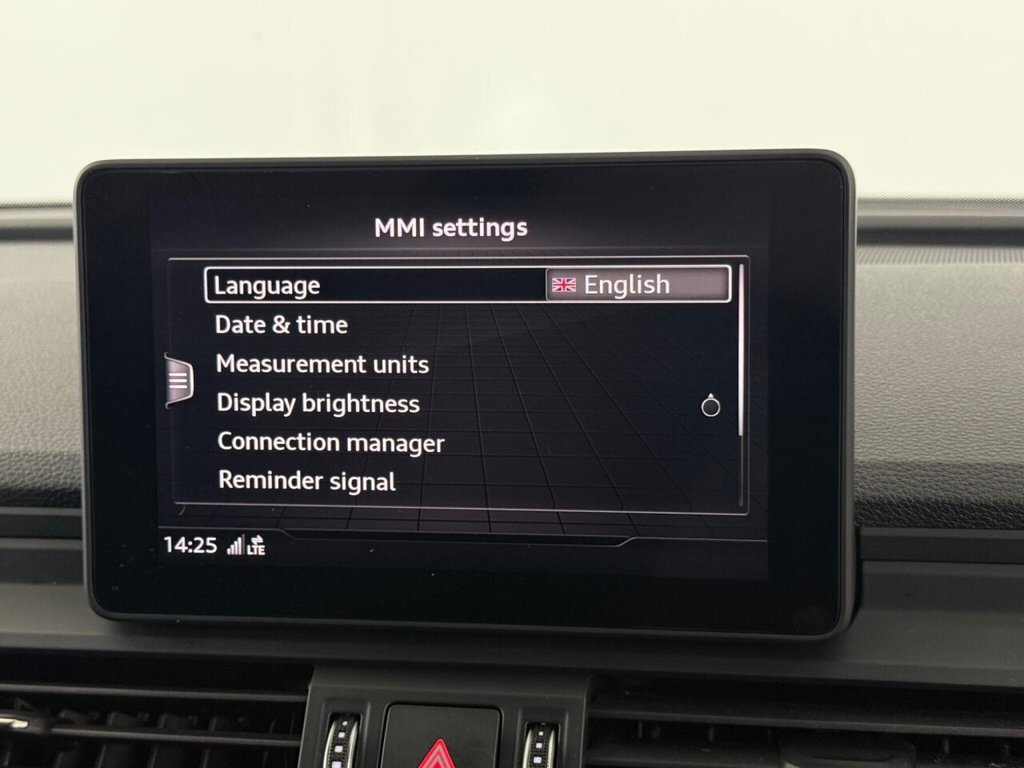 MMI settings
Language English
Date & time
Measurement units
Display brightness
Connection manager
Reminder signal
14:25 LTE